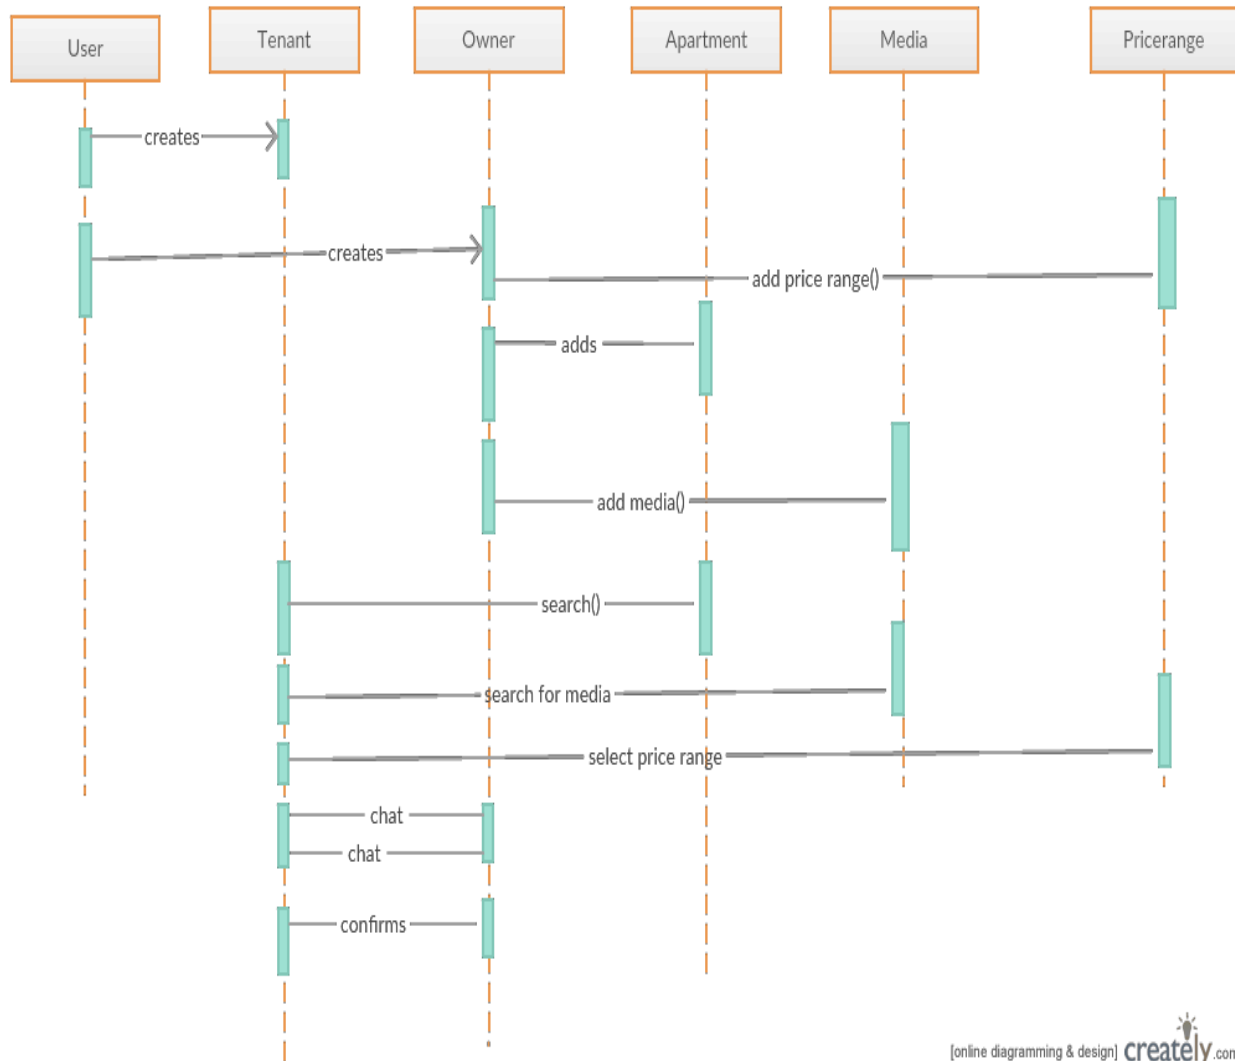 User
Tenant
Owner
Apartment
Media
Pricerange
creates
creates
add price range()
adds
add media()
search()
search for media
select price range
chat
chat
confirms
[online diagramming & design] creately.com